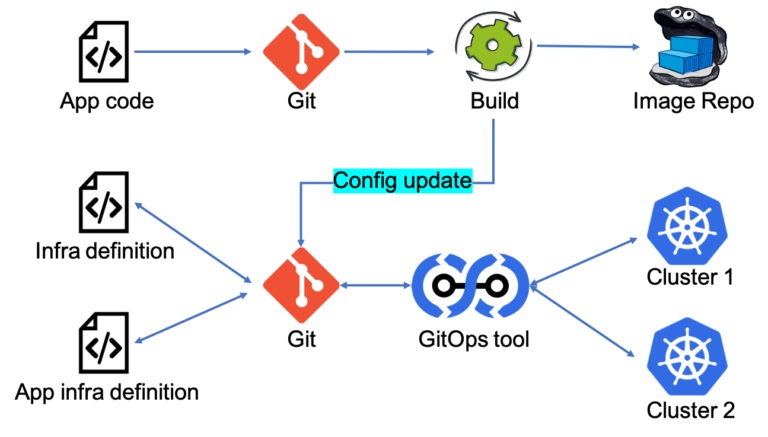 App code
Git
Build
Image Repo
Config update
Infra definition
Cluster 1
Git
GitOps tool
App infra definition
Cluster 2